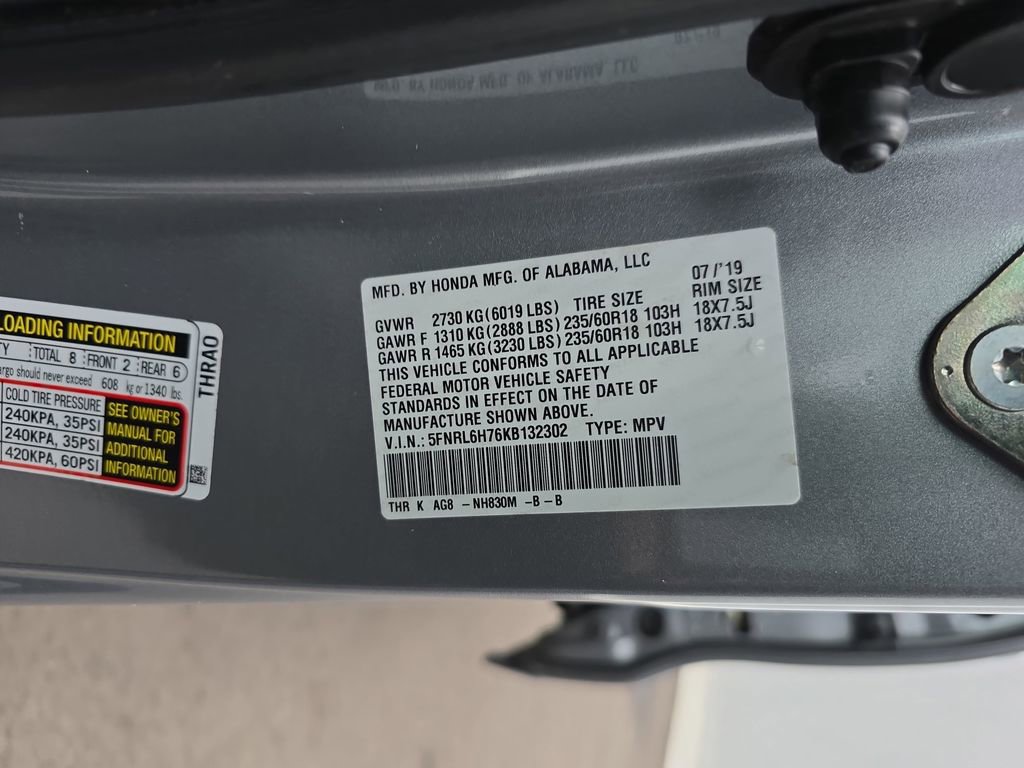 MFD. BY HONDA MFG. OF ALABAMA, LLC 07/'19
GVWR 2730 KG(6019 LBS) TIRE SIZE RIM SIZE
GAWR F 1310 KG(2888 LBS) 235/60R18 103H 18X7.5J
GAWR R 1465 KG(3230 LBS) 235/60R18 103H 18X7.5J
THIS VEHICLE CONFORMS TO ALL APPLICABLE
FEDERAL MOTOR VEHICLE SAFETY
STANDARDS IN EFFECT ON THE DATE OF
MANUFACTURE SHOWN ABOVE.
V.I.N.: 5FNRL6H76KB132302 TYPE: MPV
THR K AG8 -NH830M -B-B
LOADING INFORMATION
TOTAL 8 FRONT 2 REAR 6
should never exceed 608 kg or 1340 lbs
COLD TIRE PRESSURE
240KPA, 35PSI
240KPA, 35PSI
420KPA, 60PSI
SEE OWNER'S
MANUAL FOR
ADDITIONAL
INFORMATION
THRA0